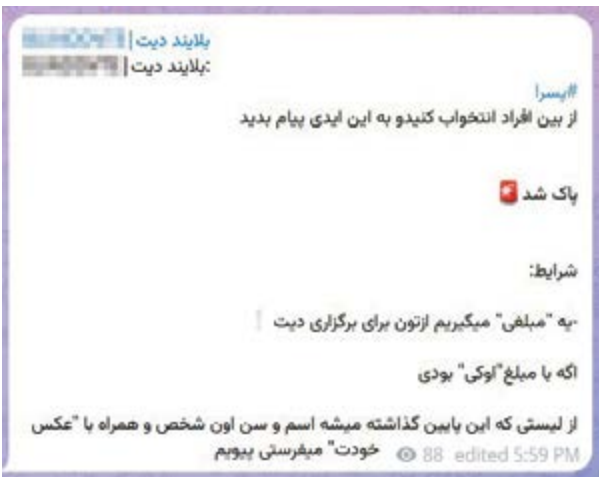 بلایند دیت |
بلایند دیت |:
#پسرا
از بین افراد انتخواب کنیدو به این ایدی پیام بدید
پاک شد
شرایط:
-یه "مبلغی" میگیریم ازتون برای برگزاری دیت
اگه با مبلغ"اوکی" بودی
از لیستی که این پایین گذاشته میشه اسم و سن اون شخص و همراه با "عکس
خودت" میفرستی پیویم 88 edited 5:59 PM